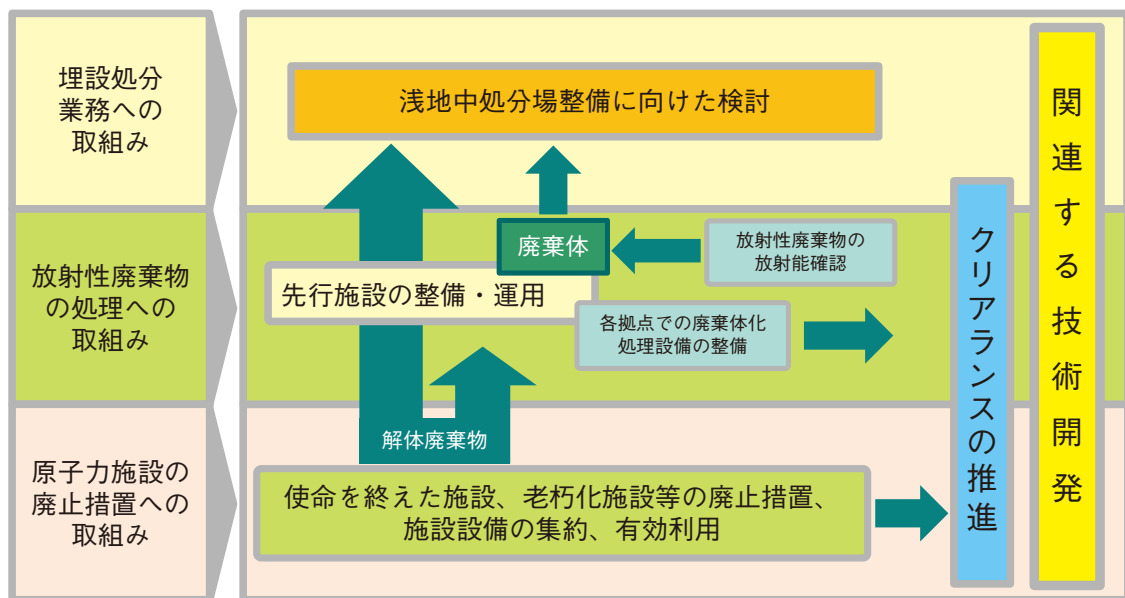 埋設処分
業務への
取組み
浅地中処分場整備に向けた検討
放射性廃棄物
の処理への
取組み
廃棄体
放射性廃棄物の
放射能確認
先行施設の整備・運用
各拠点での廃棄体化
処理設備の整備
解体廃棄物
原子力施設の
廃止措置への
取組み
使命を終えた施設、老朽化施設等の廃止措置、
施設設備の集約、有効利用
クリアランスの推進
関連する技術開発